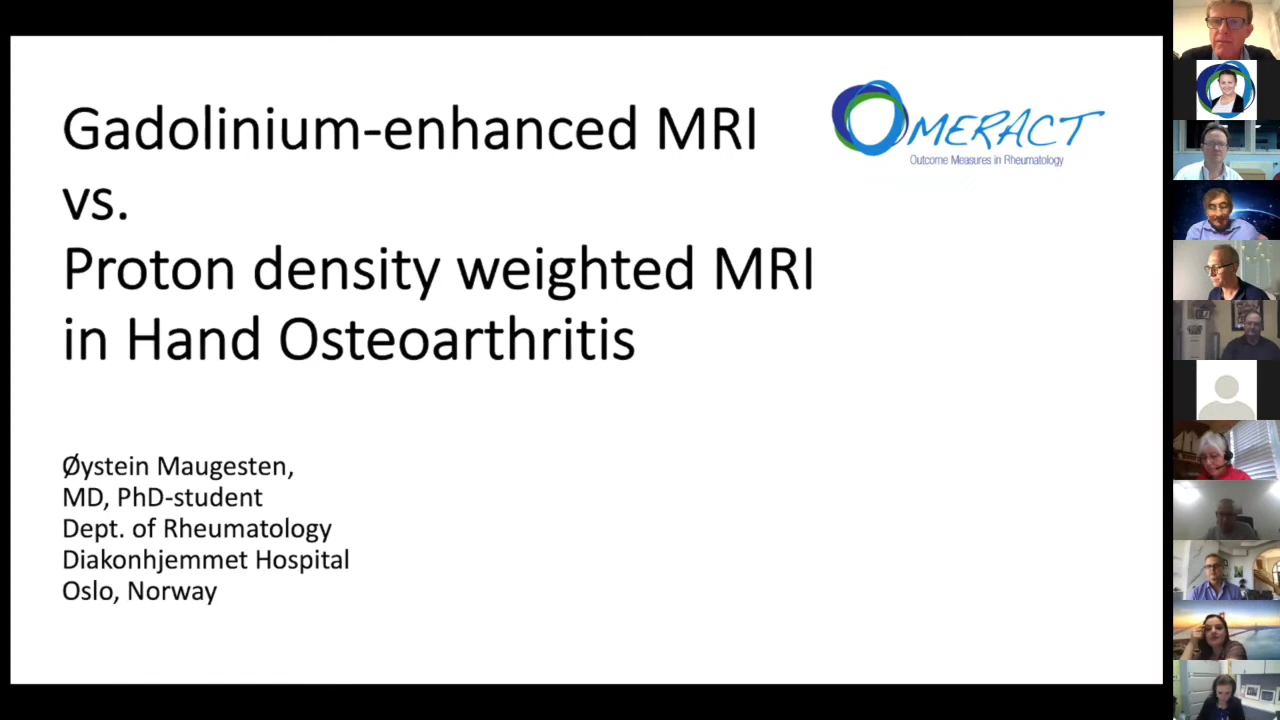 Gadolinium-enhanced MRI
vs.
Proton density weighted MRI
in Hand Osteoarthritis
OMERACT
Outcome Measures in Rheumatology
Øystein Maugesten,
MD, PhD-student
Dept. of Rheumatology
Diakonhjemmet Hospital
Oslo, Norway